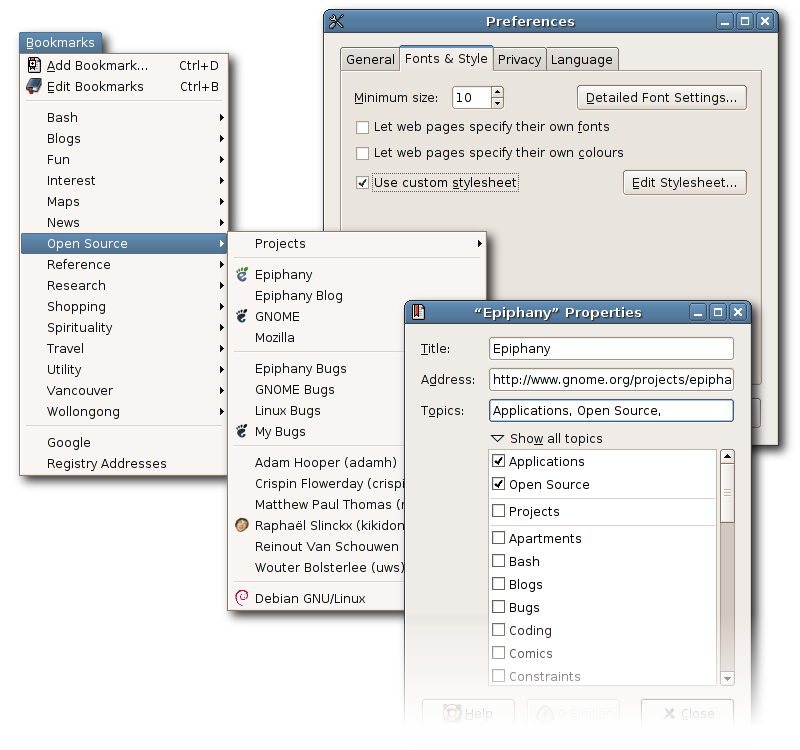 Bookmarks
Add Bookmark... Ctrl+D
Edit Bookmarks Ctrl+B
Bash
Blogs
Fun
Interest
Maps
News
Open Source
Reference
Research
Shopping
Spirituality
Travel
Utility
Vancouver
Wollongong
Google
Registry Addresses
Projects
Epiphany
Epiphany Blog
GNOME
Mozilla
Epiphany Bugs
GNOME Bugs
Linux Bugs
My Bugs
Adam Hooper (adamh)
Crispin Flowerday (crispi
Matthew Paul Thomas (
Raphaël Slinckx (kikidon
Reinout Van Schouwen
Wouter Bolsterlee (uws)
Debian GNU/Linux
Preferences
General Fonts & Style Privacy Language
Minimum size: 10 Detailed Font Settings...
Let web pages specify their own fonts
Let web pages specify their own colours
Use custom stylesheet Edit Stylesheet...
“Epiphany” Properties
Title: Epiphany
Address: http://www.gnome.org/projects/epipha
Topics: Applications, Open Source,
Show all topics
Applications
Open Source
Projects
Apartments
Bash
Blogs
Bugs
Coding
Comics
Constraints
Help Similar Close